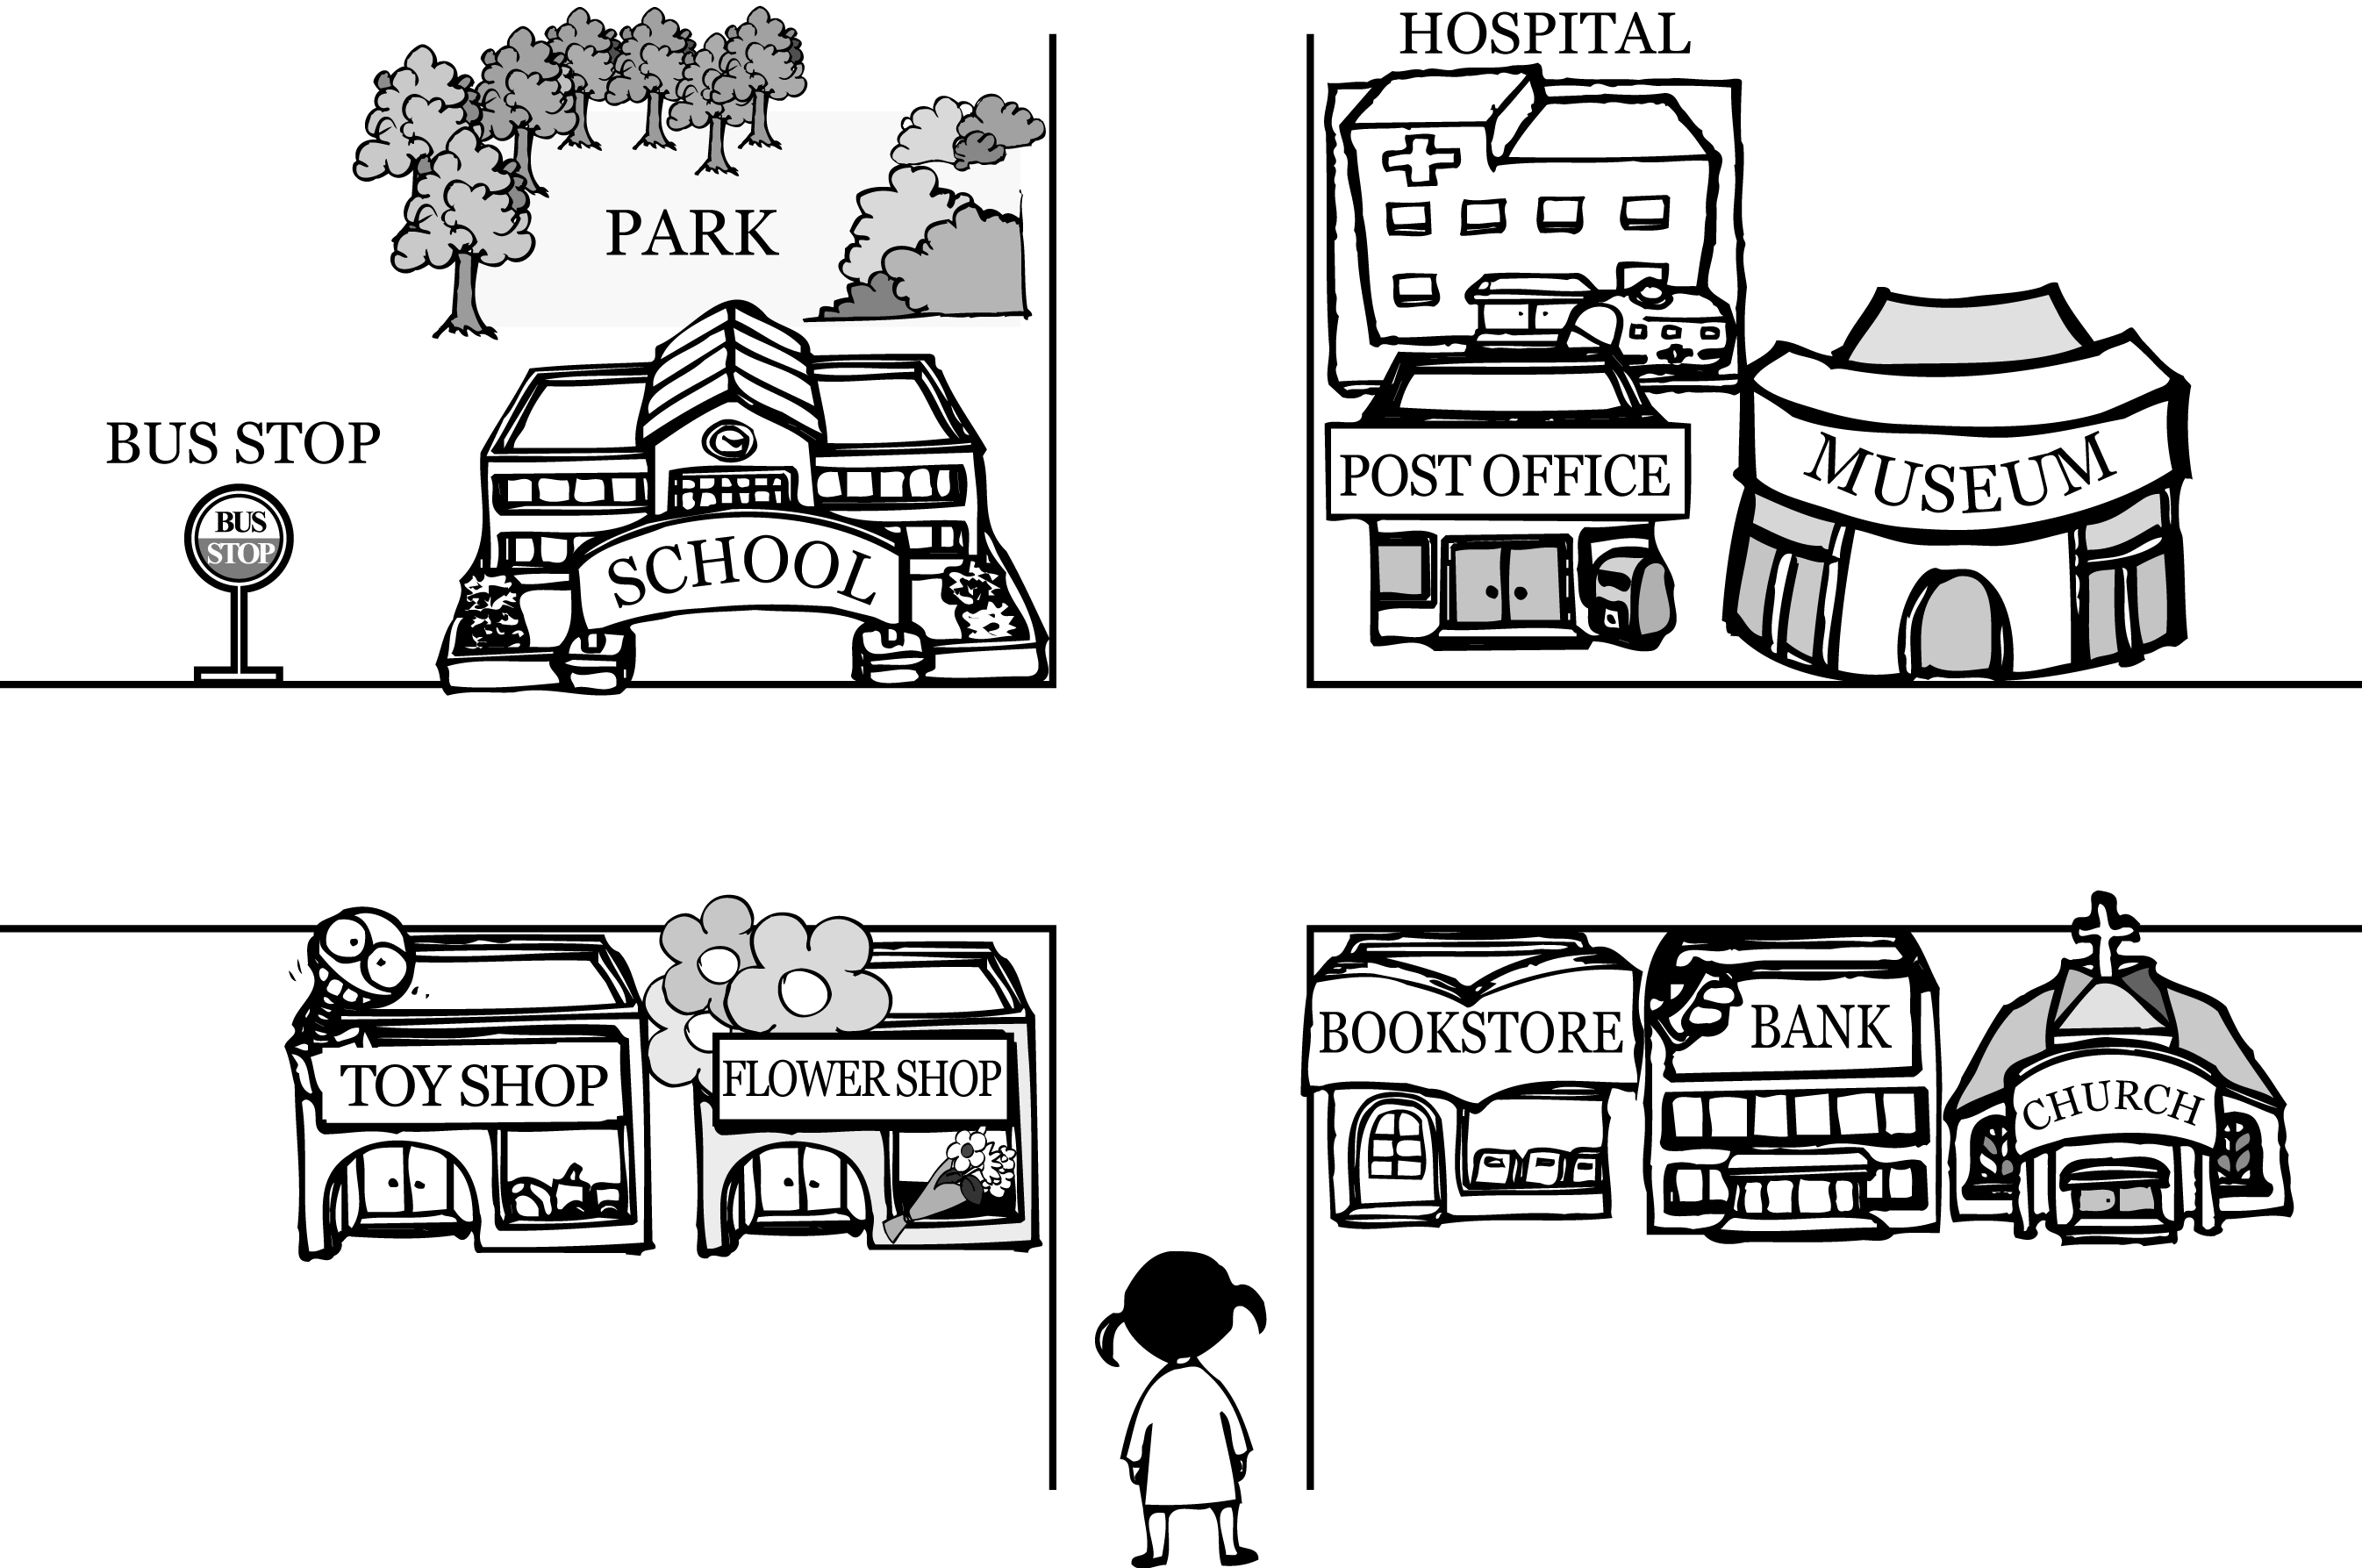 HOSPITAL
PARK
BUS STOP
BUS
STOP
SCHOOL
POST OFFICE
MUSEUM
TOY SHOP
FLOWER SHOP
BOOKSTORE
BANK
CHURCH